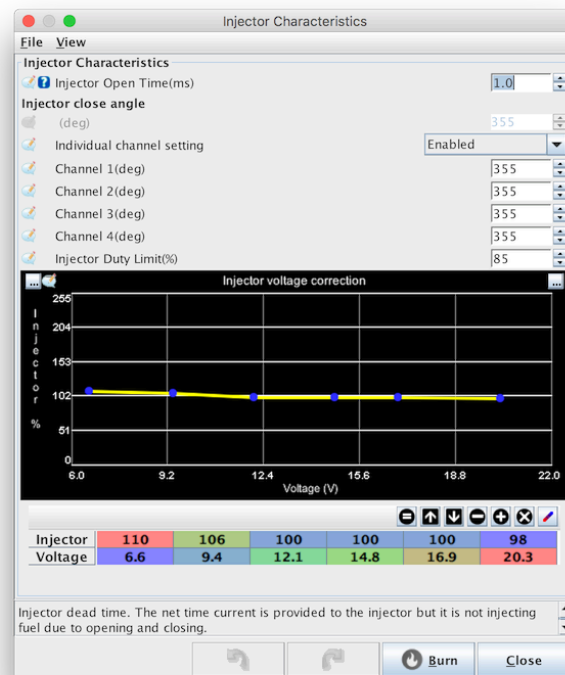 Injector Characteristics
File View
Injector Characteristics
Injector Open Time(ms) 1.0
Injector close angle
(deg) 355
Individual channel setting Enabled
Channel 1(deg) 355
Channel 2(deg) 355
Channel 3(deg) 355
Channel 4(deg) 355
Injector Duty Limit(%) 85
... Injector voltage correction ...
Injector %
255
204
153
102
51
0
6.0 9.2 12.4 15.6 18.8 22.0
Voltage (V)
Injector 110 106 100 100 100 98
Voltage 6.6 9.4 12.1 14.8 16.9 20.3
Injector dead time. The net time current is provided to the injector but it is not injecting
fuel due to opening and closing.
Burn Close